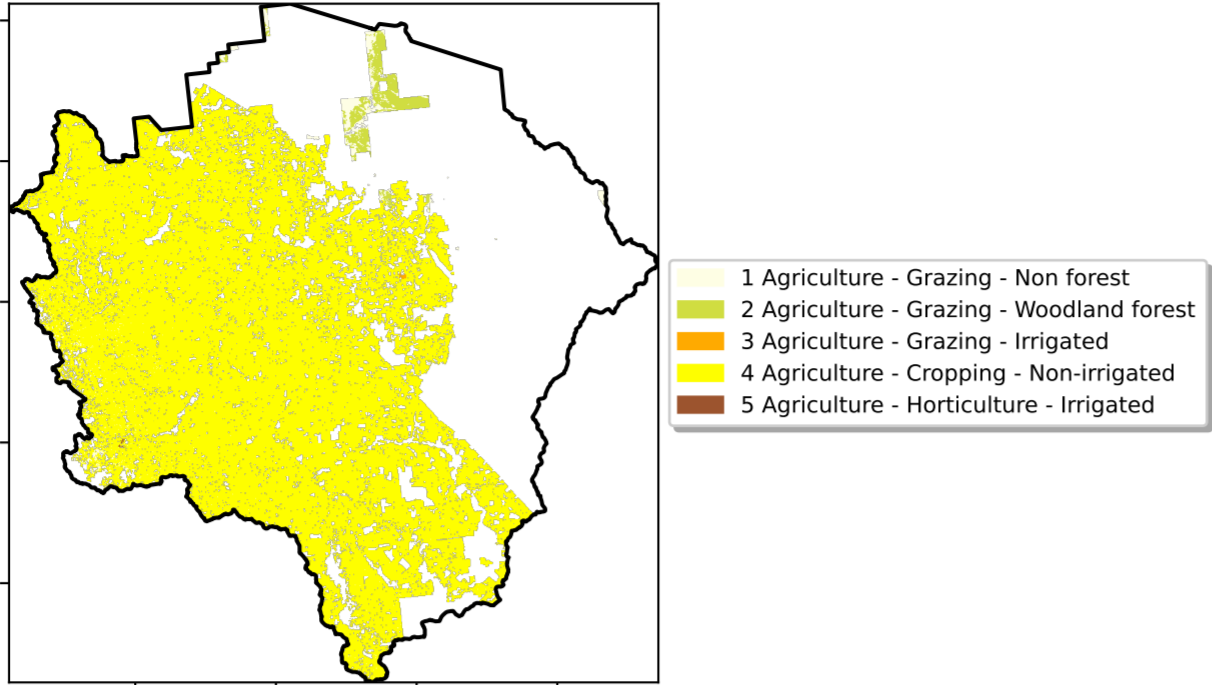 1 Agriculture - Grazing - Non forest
2 Agriculture - Grazing - Woodland forest
3 Agriculture - Grazing - Irrigated
4 Agriculture - Cropping - Non-irrigated
5 Agriculture - Horticulture - Irrigated